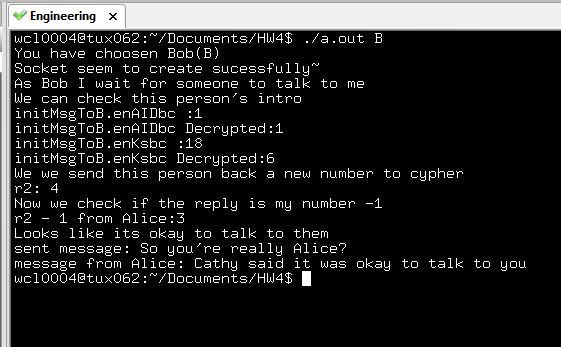 Engineering
wcl0004@tux062:~/Documents/HW4$ ./a.out B
You have choosen Bob(B)
Socket seem to create sucessfully~
As Bob I wait for someone to talk to me
We can check this person's intro
initMsgToB.enAIDbc :1
initMsgToB.enAIDbc Decrypted:1
initMsgToB.enKsbc :18
initMsgToB.enKsbc Decrypted:6
We we send this person back a new number to cypher
r2: 4
Now we check if the reply is my number -1
r2 - 1 from Alice:3
Looks like its okay to talk to them
sent message: So you're really Alice?
message from Alice: Cathy said it was okay to talk to you
wcl0004@tux062:~/Documents/HW4$